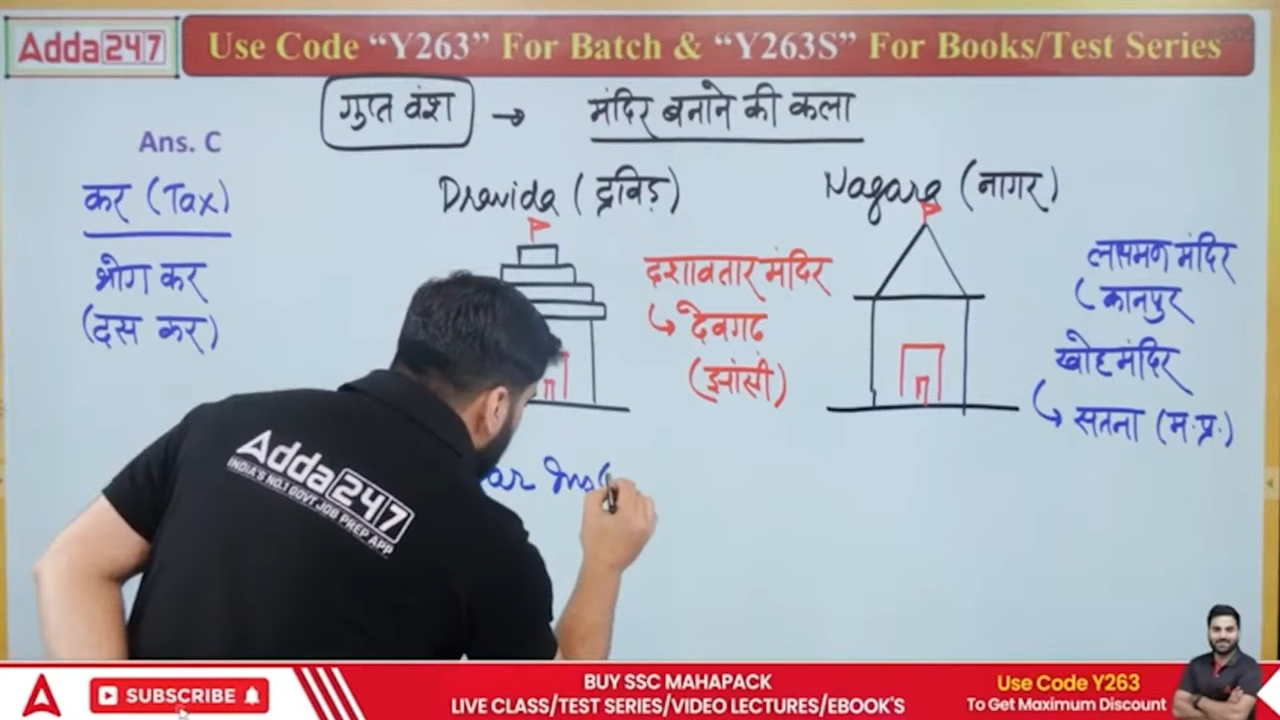 Adda247
Use Code “Y263” For Batch & “Y263S” For Books/Test Series
गुप्त वंश → मंदिर बनाने की कला
Ans. C
कर (Tax)
भोग कर
(दस कर)
Dravida (द्रविड़)
दशावतार मंदिर
देवगढ
(झांसी)
Nagara (नागर)
लक्षमण मंदिर
कानपुर
खोह मंदिर
सतना (म.प्र.)
Adda247
INDIA'S NO.1 GOVT JOB PREP APP
SUBSCRIBE
BUY SSC MAHAPACK
LIVE CLASS/TEST SERIES/VIDEO LECTURES/EBOOK'S
Use Code Y263
To Get Maximum Discount